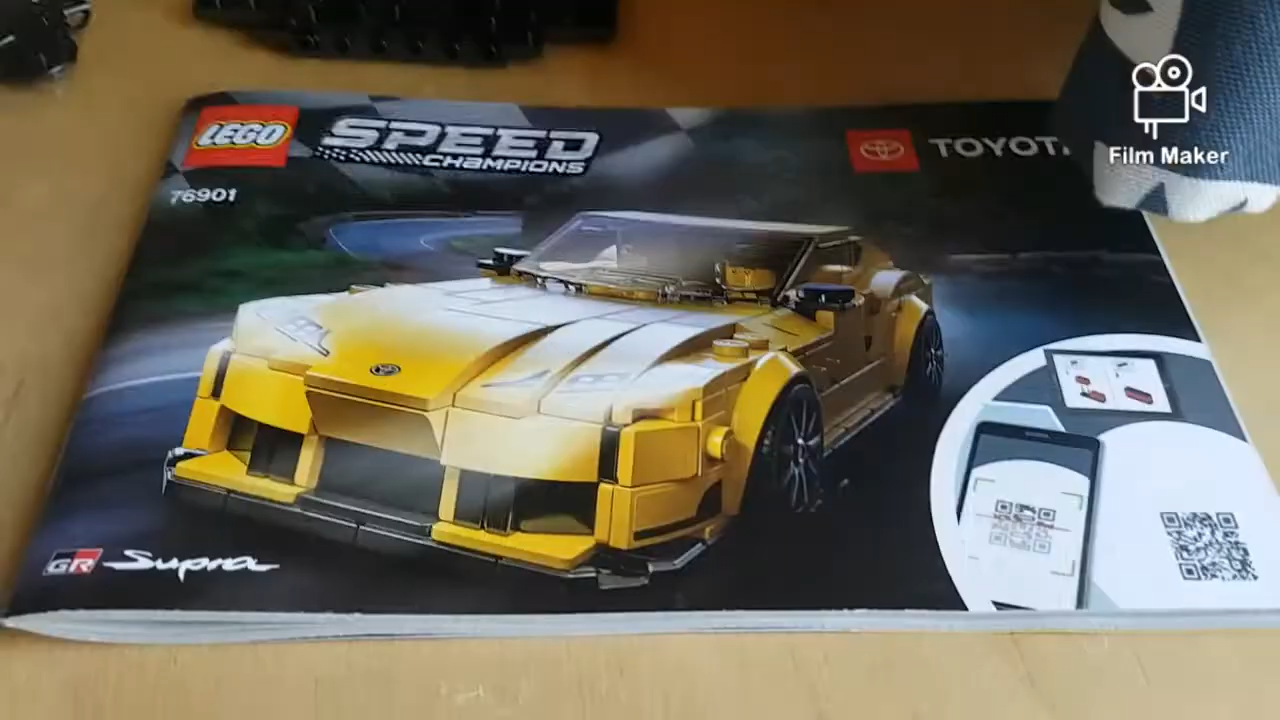 LEGO
SPEED
CHAMPIONS
76901
TOYOT
Film Maker
GR Supra